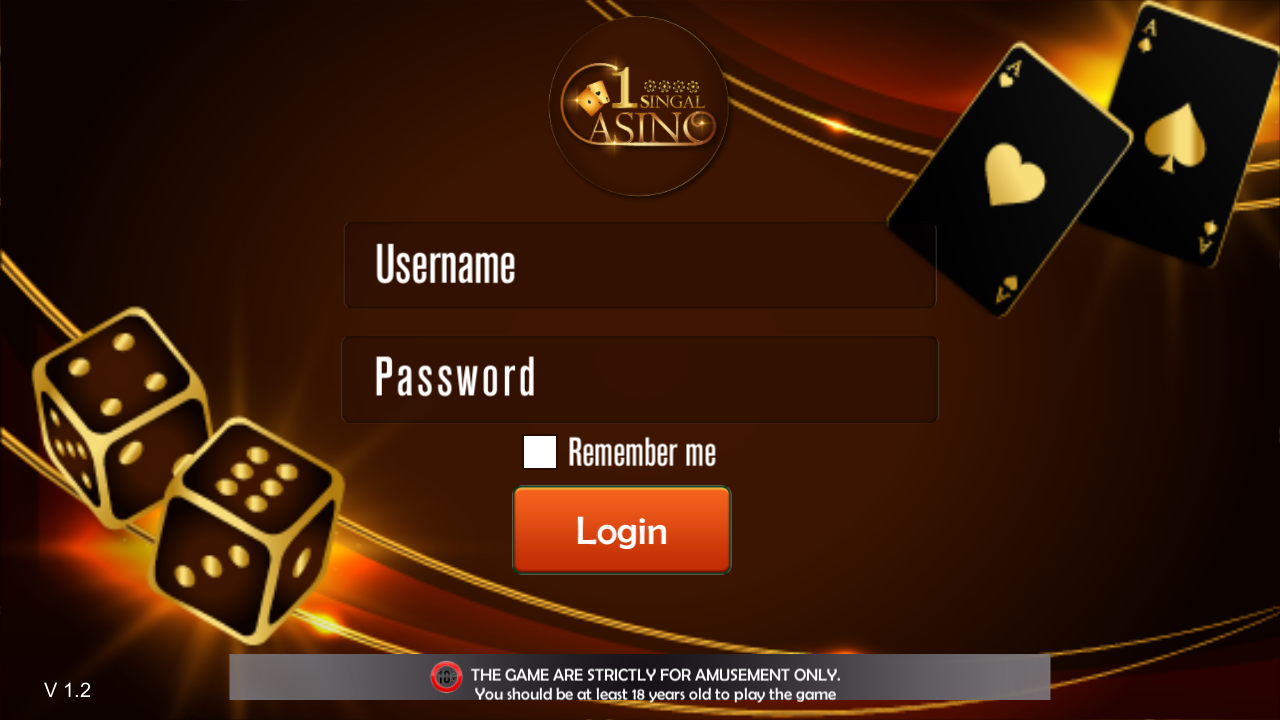 1
SINGAL
CASINO
Username
Password
Remember me
Login
18+
THE GAME ARE STRICTLY FOR AMUSEMENT ONLY.
You should be at least 18 years old to play the game
V 1.2
A
A
A
A